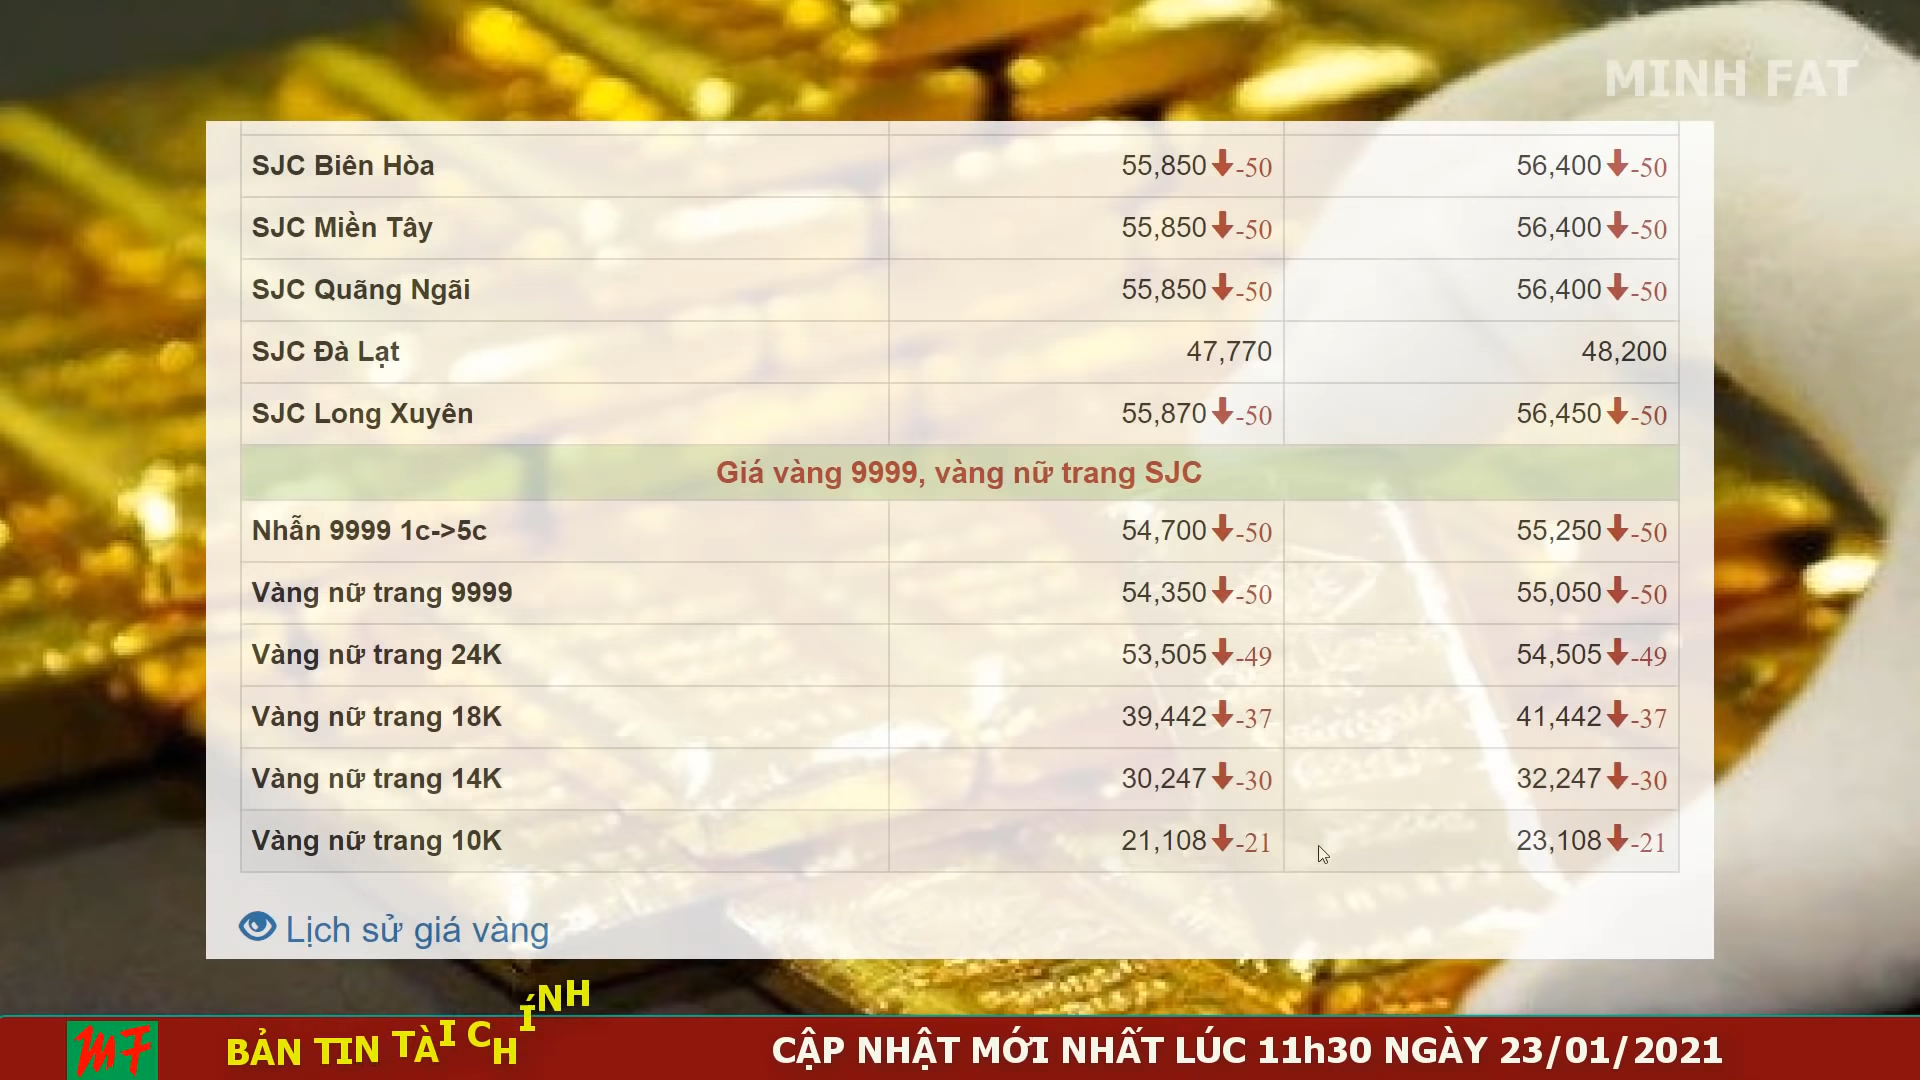 MINH FAT
SJC Biên Hòa 55,850 -50 56,400 -50
SJC Miền Tây 55,850 -50 56,400 -50
SJC Quãng Ngãi 55,850 -50 56,400 -50
SJC Đà Lạt 47,770 48,200
SJC Long Xuyên 55,870 -50 56,450 -50
Giá vàng 9999, vàng nữ trang SJC
Nhẫn 9999 1c->5c 54,700 -50 55,250 -50
Vàng nữ trang 9999 54,350 -50 55,050 -50
Vàng nữ trang 24K 53,505 -49 54,505 -49
Vàng nữ trang 18K 39,442 -37 41,442 -37
Vàng nữ trang 14K 30,247 -30 32,247 -30
Vàng nữ trang 10K 21,108 -21 23,108 -21
Lịch sử giá vàng
MF BẢN TIN TÀI CHÍNH CẬP NHẬT MỚI NHẤT LÚC 11h30 NGÀY 23/01/2021